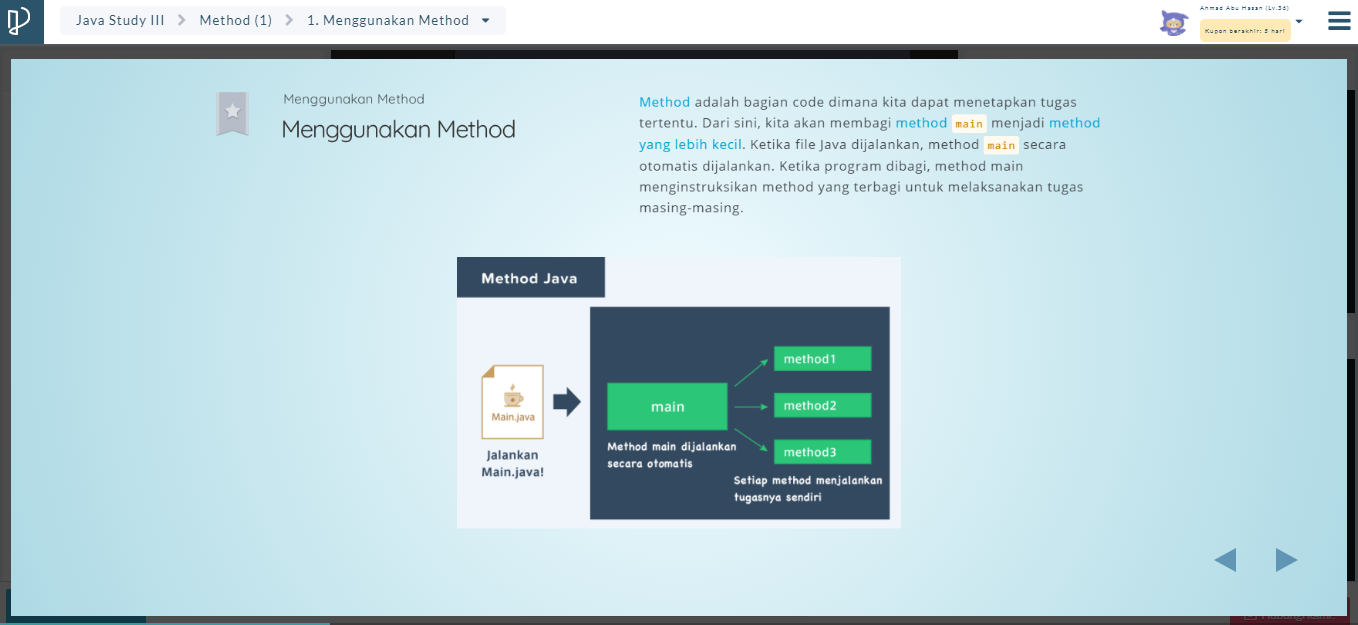 Java Study III Method (1) 1. Menggunakan Method
Ahmad Abu Hasan (Lv.36)
Kupon berakhir: 5 hari
Menggunakan Method
Menggunakan Method
Method adalah bagian code dimana kita dapat menetapkan tugas
tertentu. Dari sini, kita akan membagi method main menjadi method
yang lebih kecil. Ketika file Java dijalankan, method main secara
otomatis dijalankan. Ketika program dibagi, method main
menginstruksikan method yang terbagi untuk melaksanakan tugas
masing-masing.
Method Java
Main.java
Jalankan
Main.java!
main
Method main dijalankan
secara otomatis
method1
method2
method3
Setiap method menjalankan
tugasnya sendiri